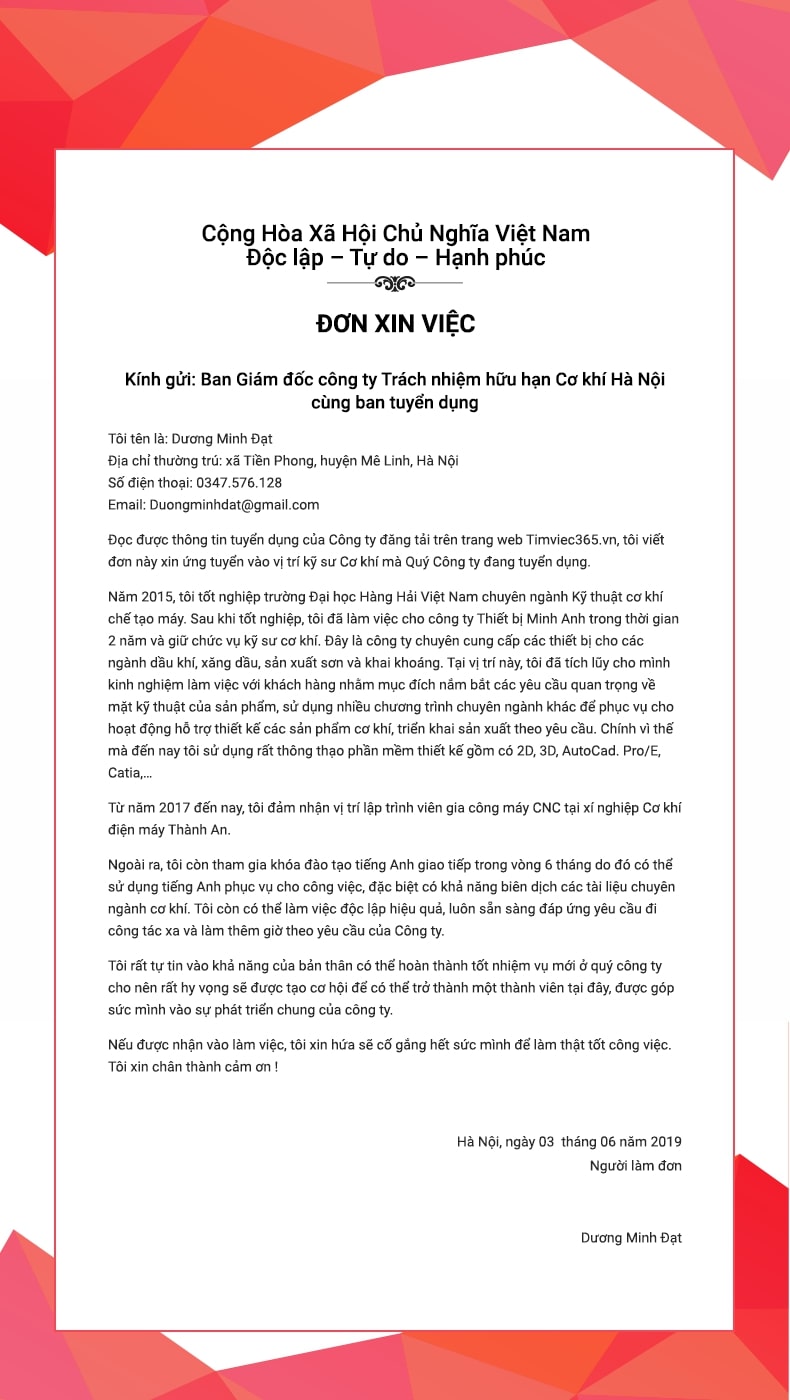 Cộng Hòa Xã Hội Chủ Nghĩa Việt Nam
Độc lập – Tự do – Hạnh phúc
ĐƠN XIN VIỆC
Kính gửi: Ban Giám đốc công ty Trách nhiệm hữu hạn Cơ khí Hà Nội
cùng ban tuyển dụng
Tôi tên là: Dương Minh Đạt
Địa chỉ thường trú: xã Tiền Phong, huyện Mê Linh, Hà Nội
Số điện thoại: 0347.576.128
Email: Duongminhdat@gmail.com
Đọc được thông tin tuyển dụng của Công ty đăng tải trên trang web Timviec365.vn, tôi viết
đơn này xin ứng tuyển vào vị trí kỹ sư Cơ khí mà Quý Công ty đang tuyển dụng.
Năm 2015, tôi tốt nghiệp trường Đại học Hàng Hải Việt Nam chuyên ngành Kỹ thuật cơ khí
chế tạo máy. Sau khi tốt nghiệp, tôi đã làm việc cho công ty Thiết bị Minh Anh trong thời gian
2 năm và giữ chức vụ kỹ sư cơ khí. Đây là công ty chuyên cung cấp các thiết bị cho các
ngành dầu khí, xăng dầu, sản xuất sơn và khai khoáng. Tại vị trí này, tôi đã tích lũy cho mình
kinh nghiệm làm việc với khách hàng nhằm mục đích nắm bắt các yêu cầu quan trọng về
mặt kỹ thuật của sản phẩm, sử dụng nhiều chương trình chuyên ngành khác để phục vụ cho
hoạt động hỗ trợ thiết kế các sản phẩm cơ khí, triển khai sản xuất theo yêu cầu. Chính vì thế
mà đến nay tôi sử dụng rất thông thạo phần mềm thiết kế gồm có 2D, 3D, AutoCad. Pro/E,
Catia,...
Từ năm 2017 đến nay, tôi đảm nhận vị trí lập trình viên gia công máy CNC tại xí nghiệp Cơ khí
điện máy Thành An.
Ngoài ra, tôi còn tham gia khóa đào tạo tiếng Anh giao tiếp trong vòng 6 tháng do đó có thể
sử dụng tiếng Anh phục vụ cho công việc, đặc biệt có khả năng biên dịch các tài liệu chuyên
ngành cơ khí. Tôi còn có thể làm việc độc lập hiệu quả, luôn sẵn sàng đáp ứng yêu cầu đi
công tác xa và làm thêm giờ theo yêu cầu của Công ty.
Tôi rất tự tin vào khả năng của bản thân có thể hoàn thành tốt nhiệm vụ mới ở quý công ty
cho nên rất hy vọng sẽ được tạo cơ hội để có thể trở thành một thành viên tại đây, được góp
sức mình vào sự phát triển chung của công ty.
Nếu được nhận vào làm việc, tôi xin hứa sẽ cố gắng hết sức mình để làm thật tốt công việc.
Tôi xin chân thành cảm ơn !
Hà Nội, ngày 03 tháng 06 năm 2019
Người làm đơn
Dương Minh Đạt